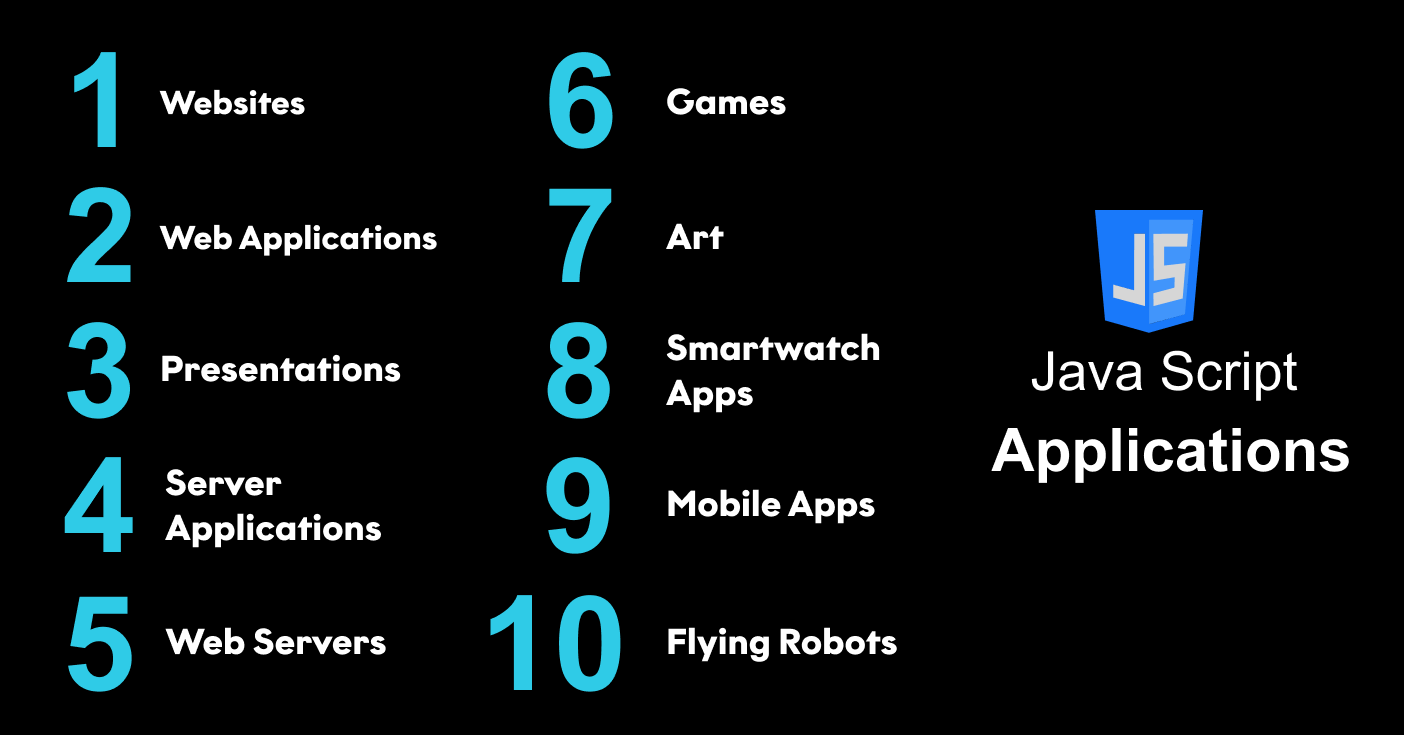 1 Websites
2 Web Applications
3 Presentations
4 Server
Applications
5 Web Servers
6 Games
7 Art
8 Smartwatch
Apps
9 Mobile Apps
10 Flying Robots
JS
Java Script
Applications